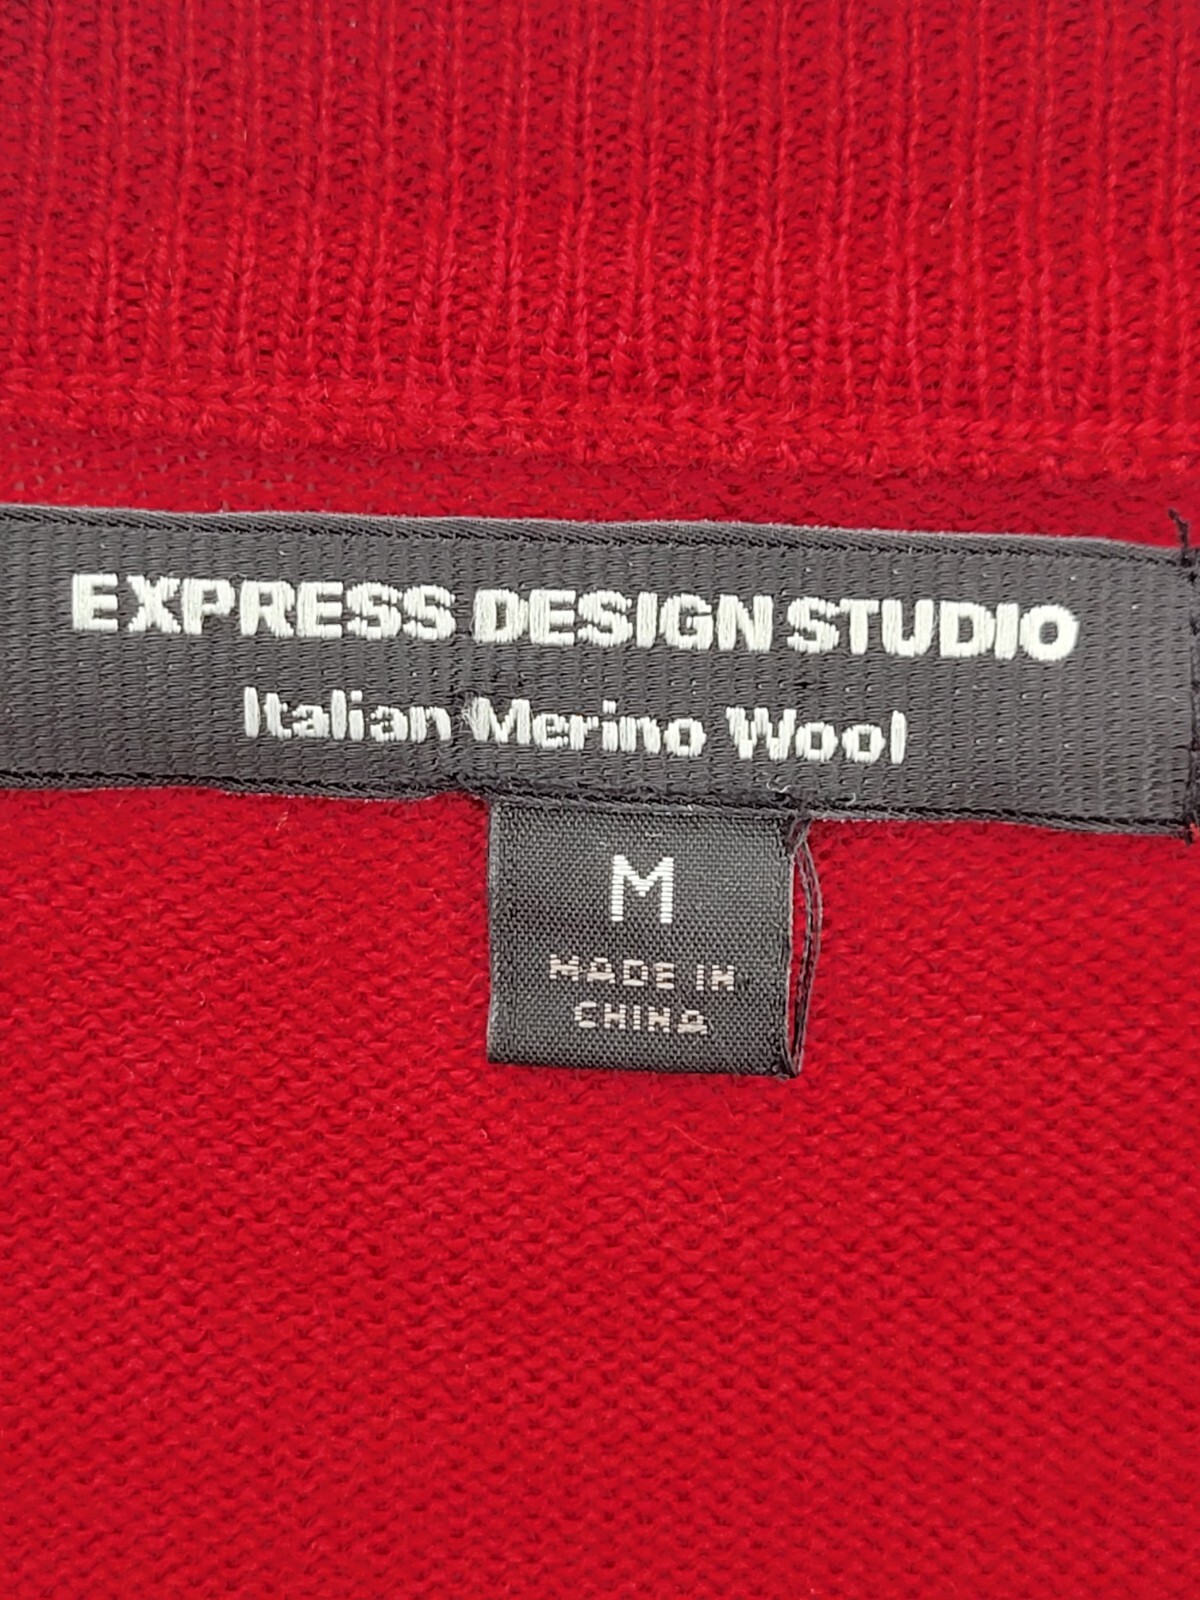 EXPRESS DESIGN STUDIO
Italian Merino Wool
M
MADE IN
CHINA